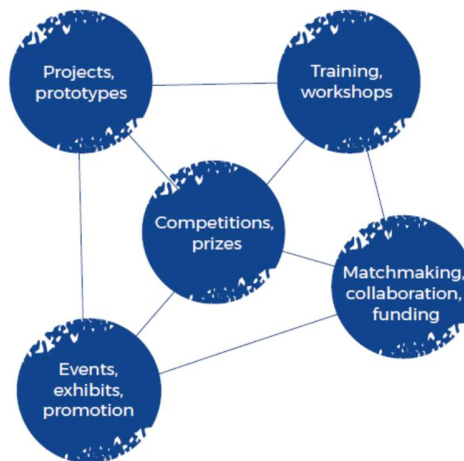 Projects,
prototypes
Training,
workshops
Competitions,
prizes
Matchmaking,
collaboration,
funding
Events,
exhibits,
promotion